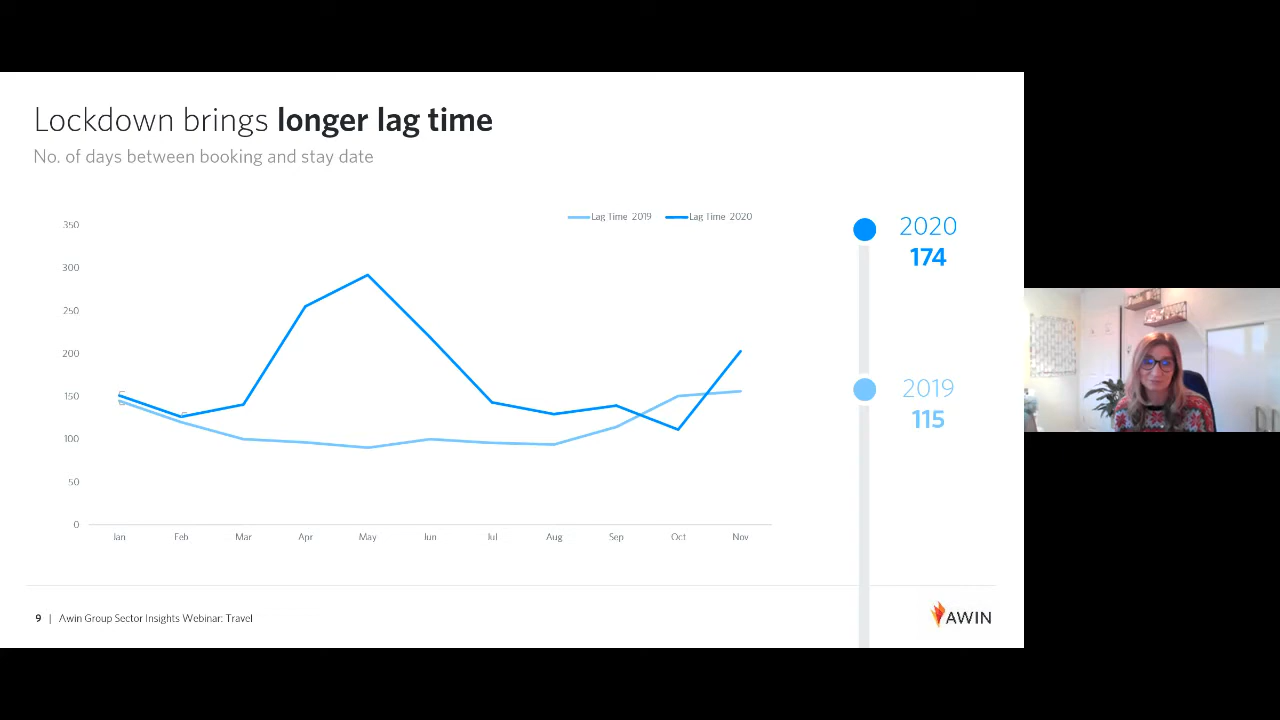 Lockdown brings longer lag time
No. of days between booking and stay date
Lag Time 2019 Lag Time 2020
350
300
250
200
150
100
50
0
Jan Feb Mar Apr May Jun Jul Aug Sep Oct Nov
2020
174
2019
115
9 | Awin Group Sector Insights Webinar: Travel
AWIN